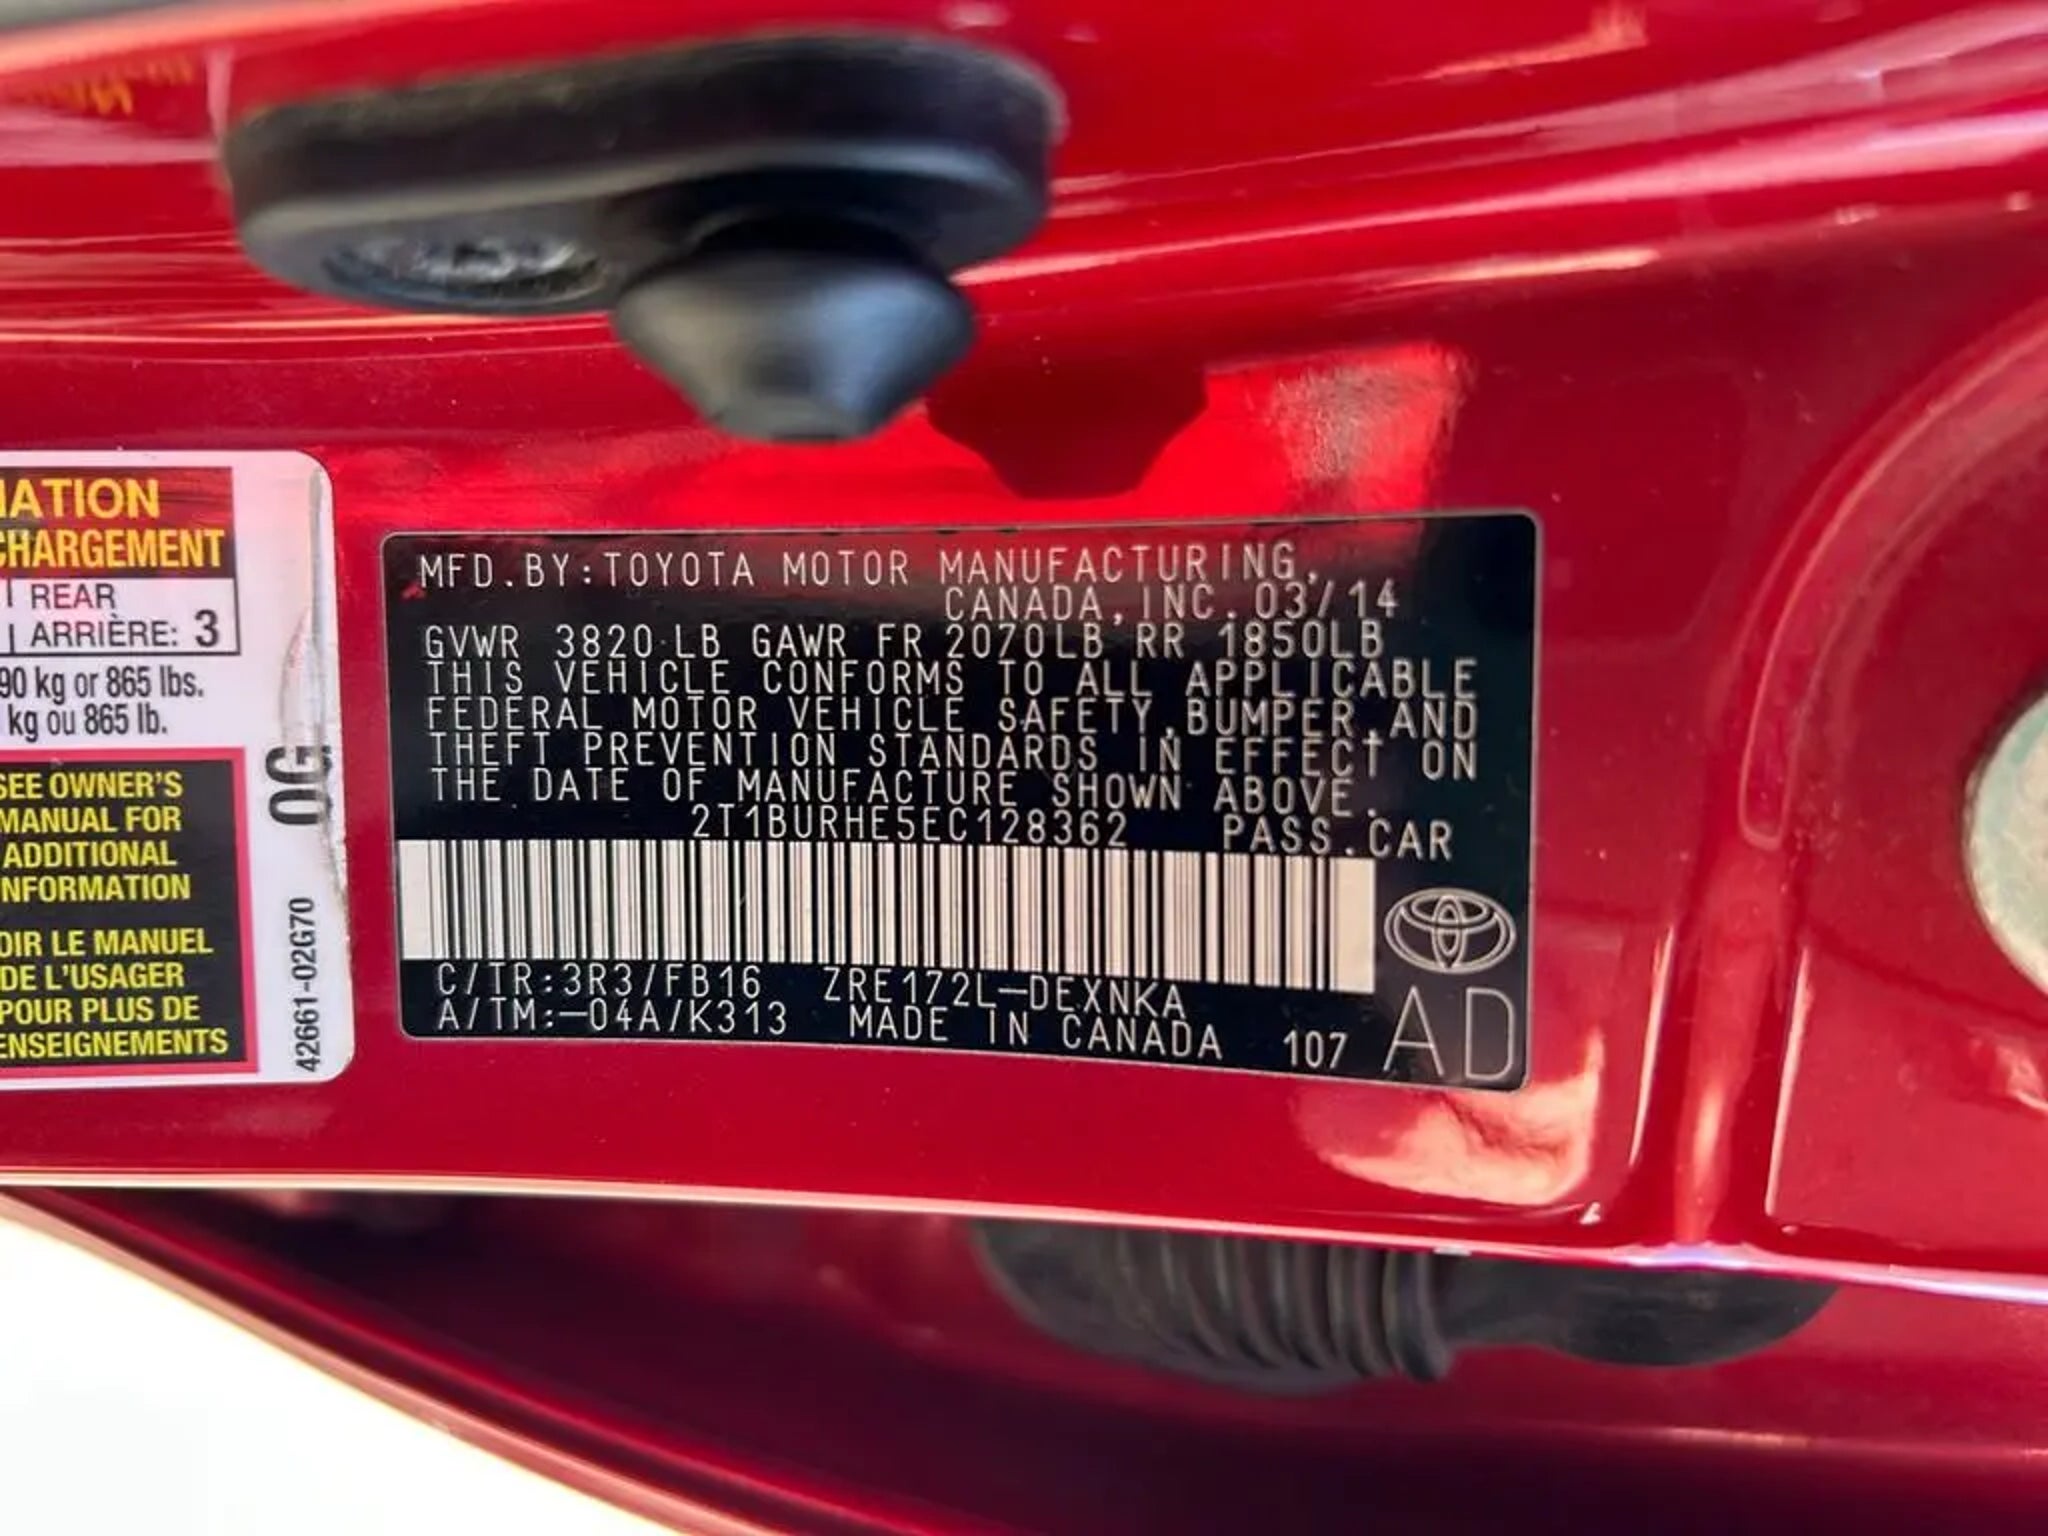 IATION
CHARGEMENT
REAR
ARRIÈRE: 3
90 kg or 865 lbs.
kg ou 865 lb.
SEE OWNER'S
MANUAL FOR
ADDITIONAL
NFORMATION
OIR LE MANUEL
DE L'USAGER
POUR PLUS DE
ENSEIGNEMENTS
0G
42661-02G70
MFD.BY:TOYOTA MOTOR MANUFACTURING,
CANADA,INC.03/14
GVWR 3820 LB GAWR FR 2070LB RR 1850LB
THIS VEHICLE CONFORMS TO ALL APPLICABLE
FEDERAL MOTOR VEHICLE SAFETY,BUMPER,AND
THEFT PREVENTION STANDARDS IN EFFECT ON
THE DATE OF MANUFACTURE SHOWN ABOVE.
2T1BURHE5EC128362 PASS.CAR
C/TR:3R3/FB16 ZRE172L-DEXNKA
A/TM:-04A/K313 MADE IN CANADA 107 AD